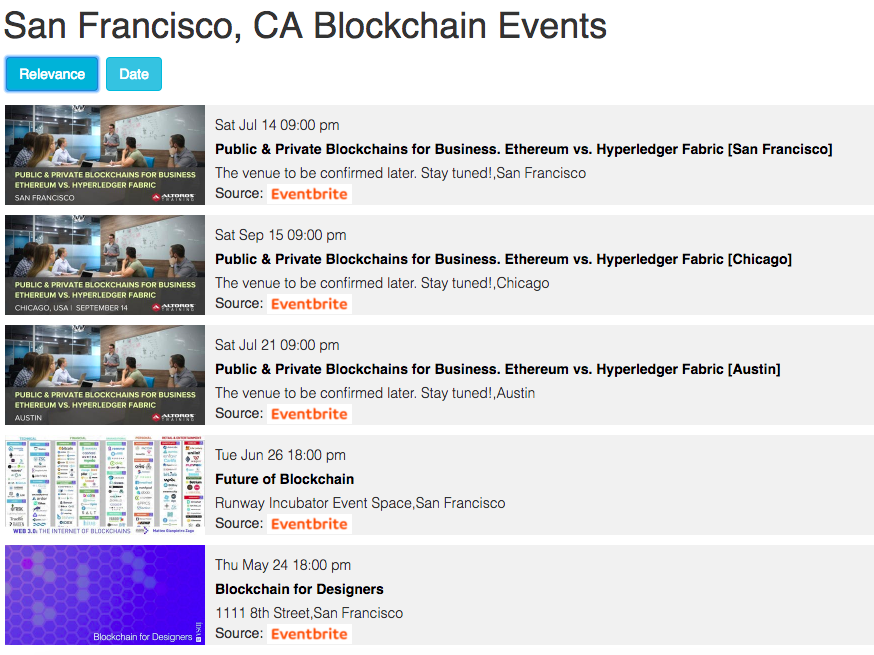 San Francisco, CA Blockchain Events
Relevance Date
PUBLIC & PRIVATE BLOCKCHAINS FOR BUSINESS
ETHEREUM VS. HYPERLEDGER FABRIC
SAN FRANCISCO
ALTOROS
TRAINING
Sat Jul 14 09:00 pm
Public & Private Blockchains for Business. Ethereum vs. Hyperledger Fabric [San Francisco]
The venue to be confirmed later. Stay tuned!,San Francisco
Source: Eventbrite
PUBLIC & PRIVATE BLOCKCHAINS FOR BUSINESS
ETHEREUM VS. HYPERLEDGER FABRIC
CHICAGO, USA | SEPTEMBER 14
ALTOROS
TRAINING
Sat Sep 15 09:00 pm
Public & Private Blockchains for Business. Ethereum vs. Hyperledger Fabric [Chicago]
The venue to be confirmed later. Stay tuned!,Chicago
Source: Eventbrite
PUBLIC & PRIVATE BLOCKCHAINS FOR BUSINESS
ETHEREUM VS. HYPERLEDGER FABRIC
AUSTIN
ALTOROS
TRAINING
Sat Jul 21 09:00 pm
Public & Private Blockchains for Business. Ethereum vs. Hyperledger Fabric [Austin]
The venue to be confirmed later. Stay tuned!,Austin
Source: Eventbrite
WEB 3.0: THE INTERNET OF BLOCKCHAINS
Tue Jun 26 18:00 pm
Future of Blockchain
Runway Incubator Event Space,San Francisco
Source: Eventbrite
Blockchain for Designers
Thu May 24 18:00 pm
Blockchain for Designers
1111 8th Street,San Francisco
Source: Eventbrite